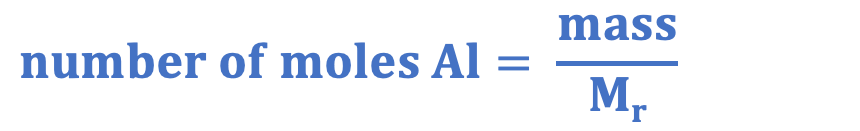 number of moles Al = mass / Mᵣ